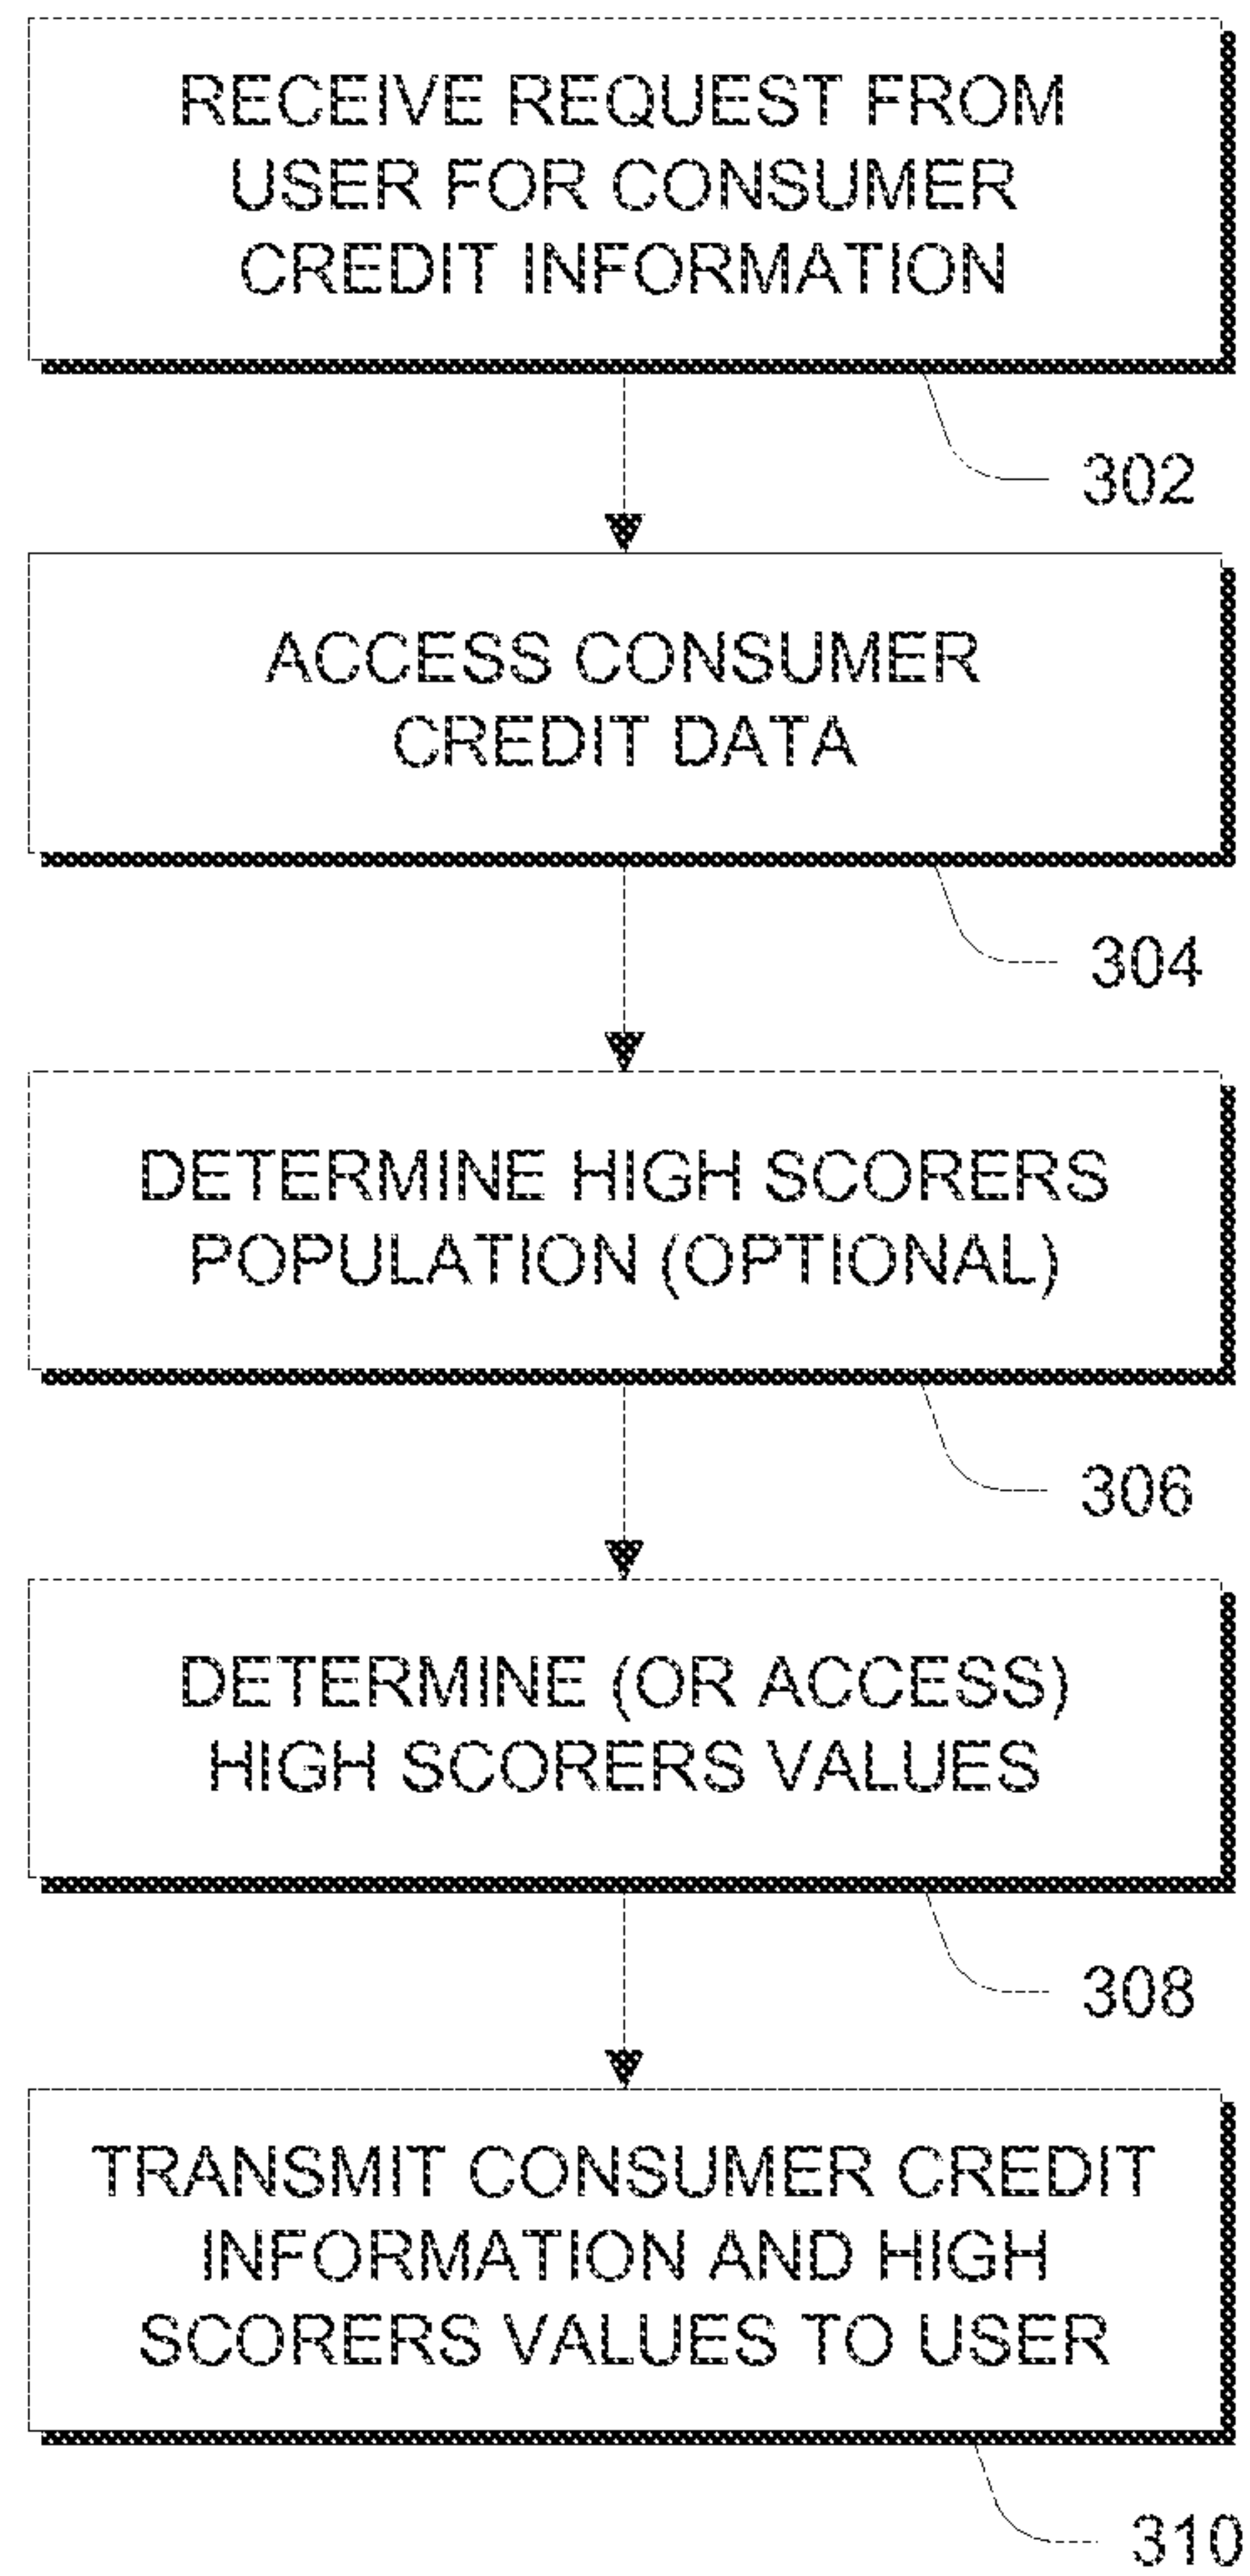 RECEIVE REQUEST FROM
USER FOR CONSUMER
CREDIT INFORMATION
302
ACCESS CONSUMER
CREDIT DATA
304
DETERMINE HIGH SCORERS
POPULATION (OPTIONAL)
306
DETERMINE (OR ACCESS)
HIGH SCORERS VALUES
308
TRANSMIT CONSUMER CREDIT
INFORMATION AND HIGH
SCORERS VALUES TO USER
310